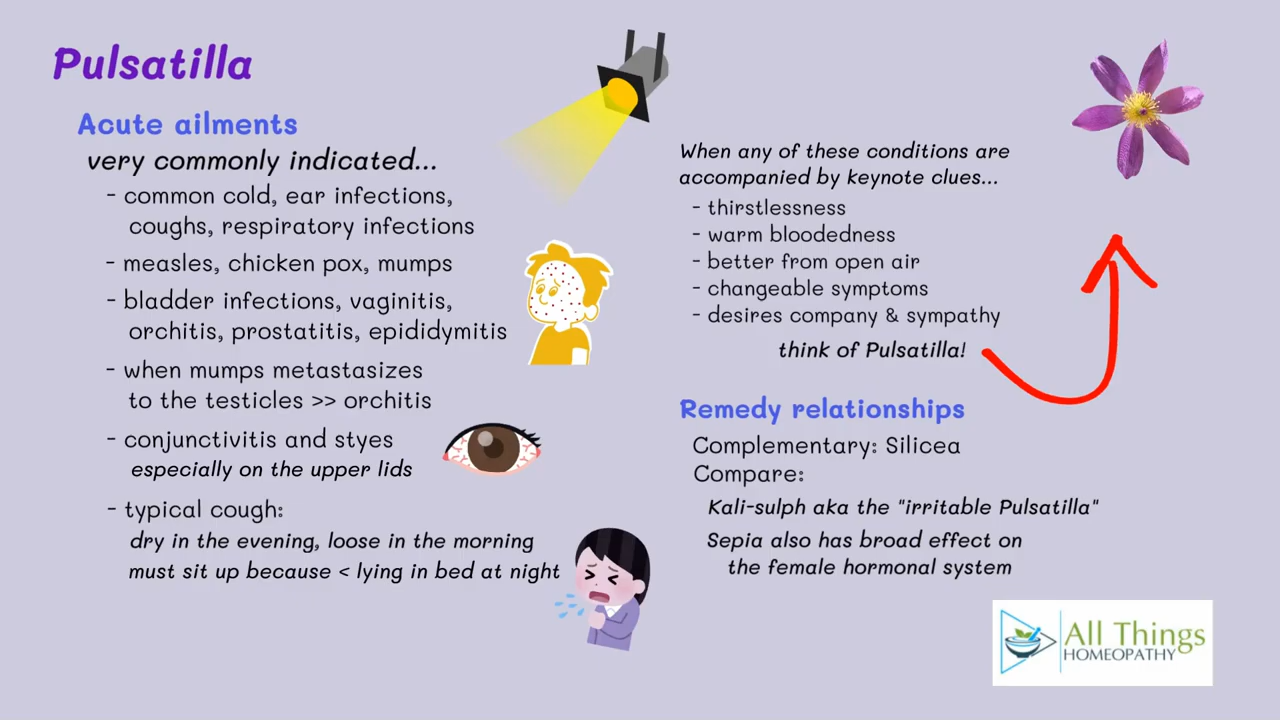 Pulsatilla
Acute ailments
very commonly indicated...
- common cold, ear infections,
coughs, respiratory infections
- measles, chicken pox, mumps
- bladder infections, vaginitis,
orchitis, prostatitis, epididymitis
- when mumps metastasizes
to the testicles >> orchitis
- conjunctivitis and styes
especially on the upper lids
- typical cough:
dry in the evening, loose in the morning
must sit up because < lying in bed at night
When any of these conditions are
accompanied by keynote clues...
- thirstlessness
- warm bloodedness
- better from open air
- changeable symptoms
- desires company & sympathy
think of Pulsatilla!
Remedy relationships
Complementary: Silicea
Compare:
Kali-sulph aka the "irritable Pulsatilla"
Sepia also has broad effect on
the female hormonal system
All Things
HOMEOPATHY